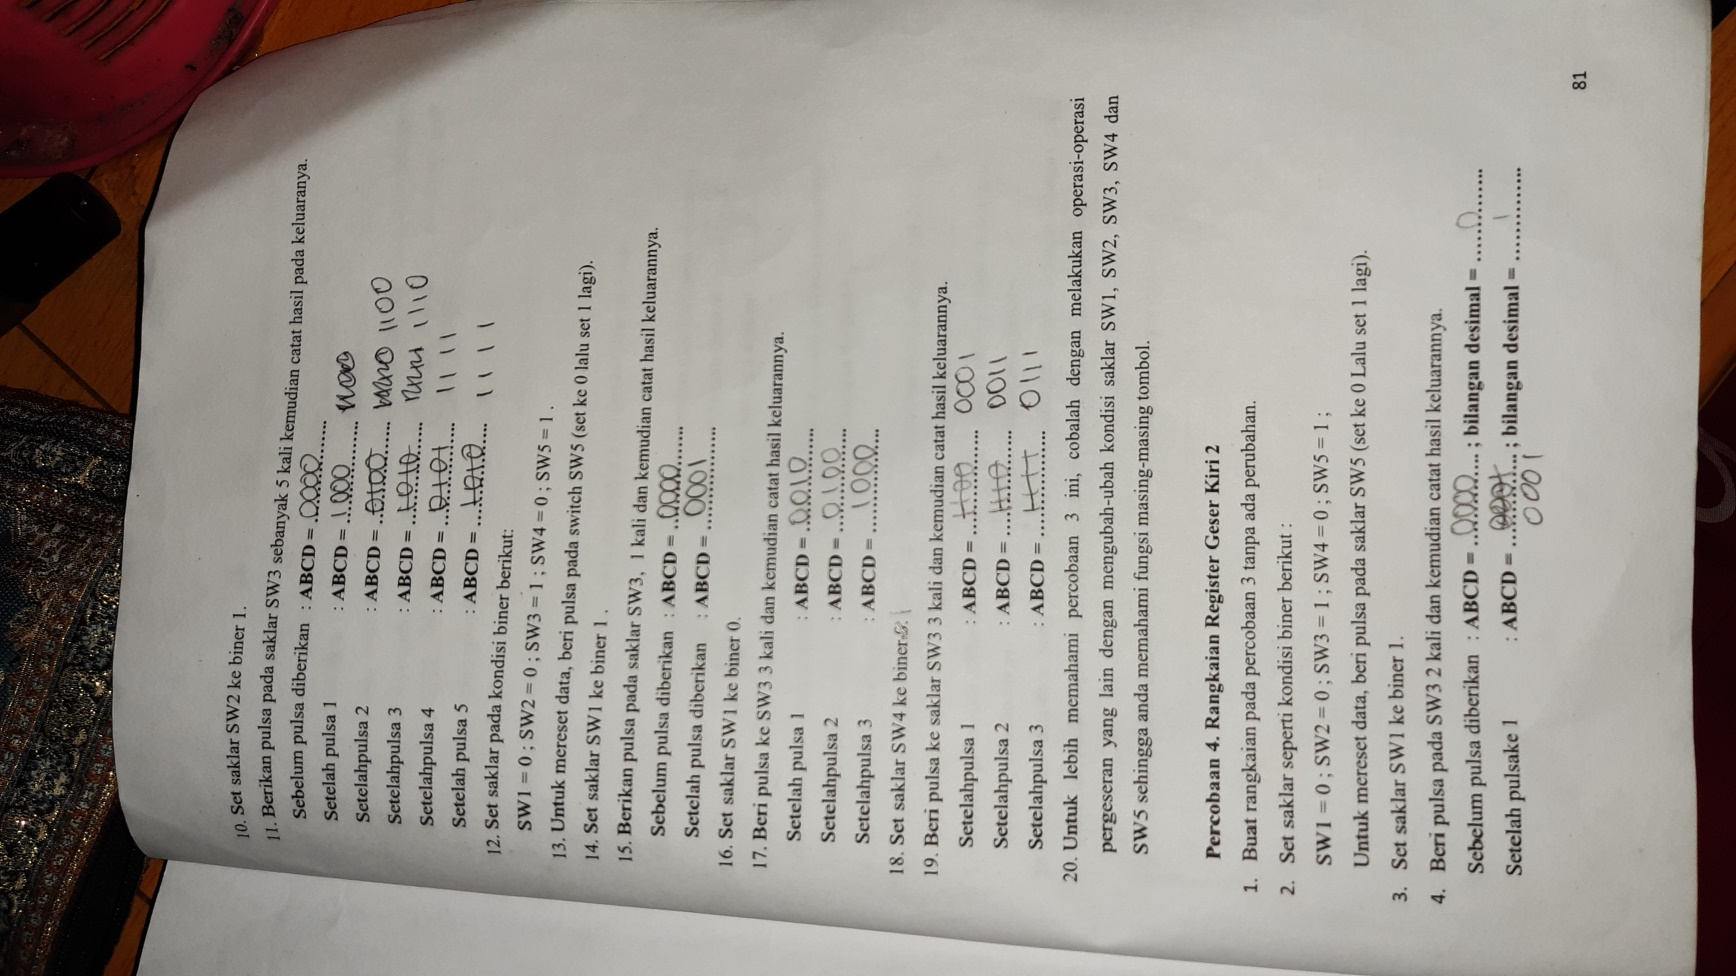 10. Set saklar SW2 ke biner 1.
11. Berikan pulsa pada saklar SW3 sebanyak 5 kali kemudian catat hasil pada keluaranya.
Sebelum pulsa diberikan : ABCD = 0000
Setelah pulsa 1 : ABCD = 1000
Setelahpulsa 2 : ABCD = 0100 1100
Setelahpulsa 3 : ABCD = 1010 1110
Setelahpulsa 4 : ABCD = 0101 1111
Setelah pulsa 5 : ABCD = 1010 1111
12. Set saklar pada kondisi biner berikut:
SW1 = 0 ; SW2 = 0 ; SW3 = 1 ; SW4 = 0 ; SW5 = 1 .
13. Untuk mereset data, beri pulsa pada switch SW5 (set ke 0 lalu set 1 lagi).
14. Set saklar SW1 ke biner 1 .
15. Berikan pulsa pada saklar SW3, 1 kali dan kemudian catat hasil keluarannya.
Sebelum pulsa diberikan : ABCD = 0000
Setelah pulsa diberikan : ABCD = 0001
16. Set saklar SW1 ke biner 0.
17. Beri pulsa ke SW3 3 kali dan kemudian catat hasil keluarannya.
Setelah pulsa 1 : ABCD = 0010
Setelahpulsa 2 : ABCD = 0100
Setelahpulsa 3 : ABCD = 1000
18. Set saklar SW4 ke biner 1
19. Beri pulsa ke saklar SW3 3 kali dan kemudian catat hasil keluarannya.
Setelahpulsa 1 : ABCD = 0001
Setelahpulsa 2 : ABCD = 0011
Setelahpulsa 3 : ABCD = 0111
20. Untuk lebih memahami percobaan 3 ini, cobalah dengan melakukan operasi-operasi
pergeseran yang lain dengan mengubah-ubah kondisi saklar SW1, SW2, SW3, SW4 dan
SW5 sehingga anda memahami fungsi masing-masing tombol.
Percobaan 4. Rangkaian Register Geser Kiri 2
1. Buat rangkaian pada percobaan 3 tanpa ada perubahan.
2. Set saklar seperti kondisi biner berikut :
SW1 = 0 ; SW2 = 0 ; SW3 = 1 ; SW4 = 0 ; SW5 = 1 ;
Untuk mereset data, beri pulsa pada saklar SW5 (set ke 0 Lalu set 1 lagi).
3. Set saklar SW1 ke biner 1.
4. Beri pulsa pada SW3 2 kali dan kemudian catat hasil keluarannya.
Sebelum pulsa diberikan : ABCD = 0000 ; bilangan desimal = 0
Setelah pulsake 1 : ABCD = ; bilangan desimal = 1
0001
81